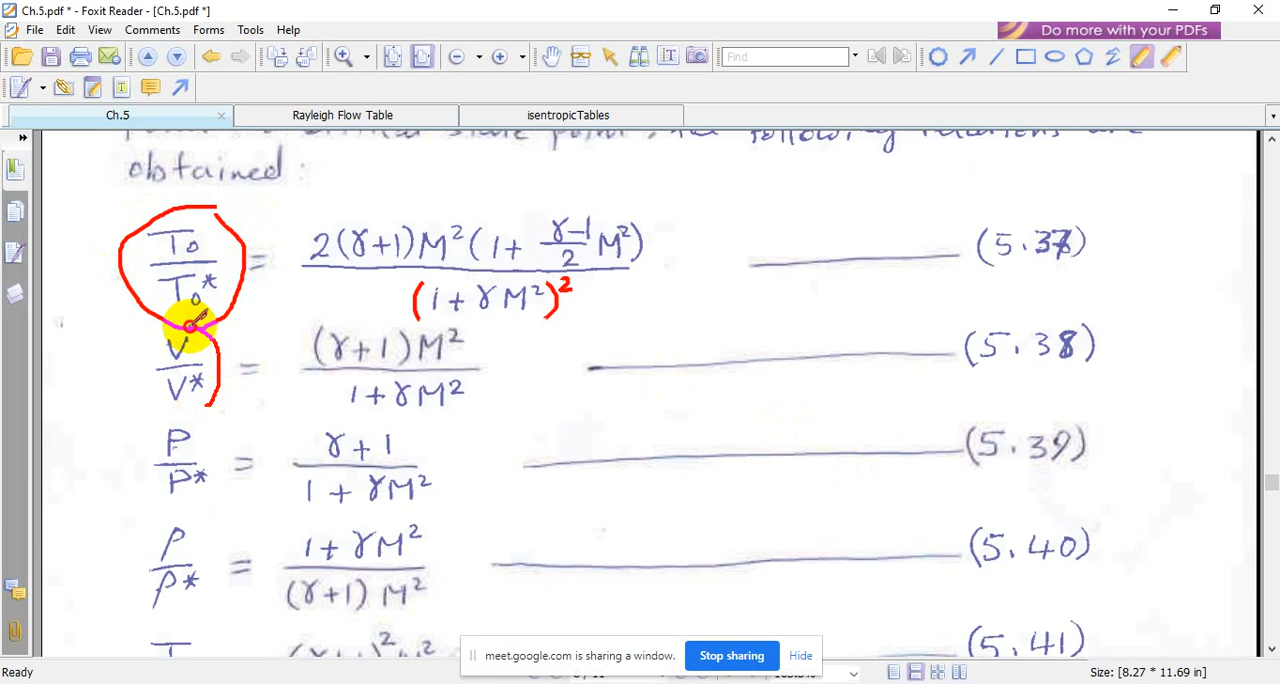 Ch.5.pdf * - Foxit Reader - [Ch.5.pdf *]
File Edit View Comments Forms Tools Help
Do more with your PDFs
Find
Ch.5 Rayleigh Flow Table isentropicTables
the following relations are
obtained :
T₀/T₀* = 2(γ+1)M²(1+ (γ-1)/2 M²) / (1+γM²)² (5.37)
V/V* = (γ+1)M² / 1+γM² (5.38)
P/P* = γ+1 / 1+γM² (5.39)
ρ/ρ* = 1+γM² / (γ+1)M² (5.40)
(5.41)
meet.google.com is sharing a window. Stop sharing Hide
Ready Size: [8.27 * 11.69 in]